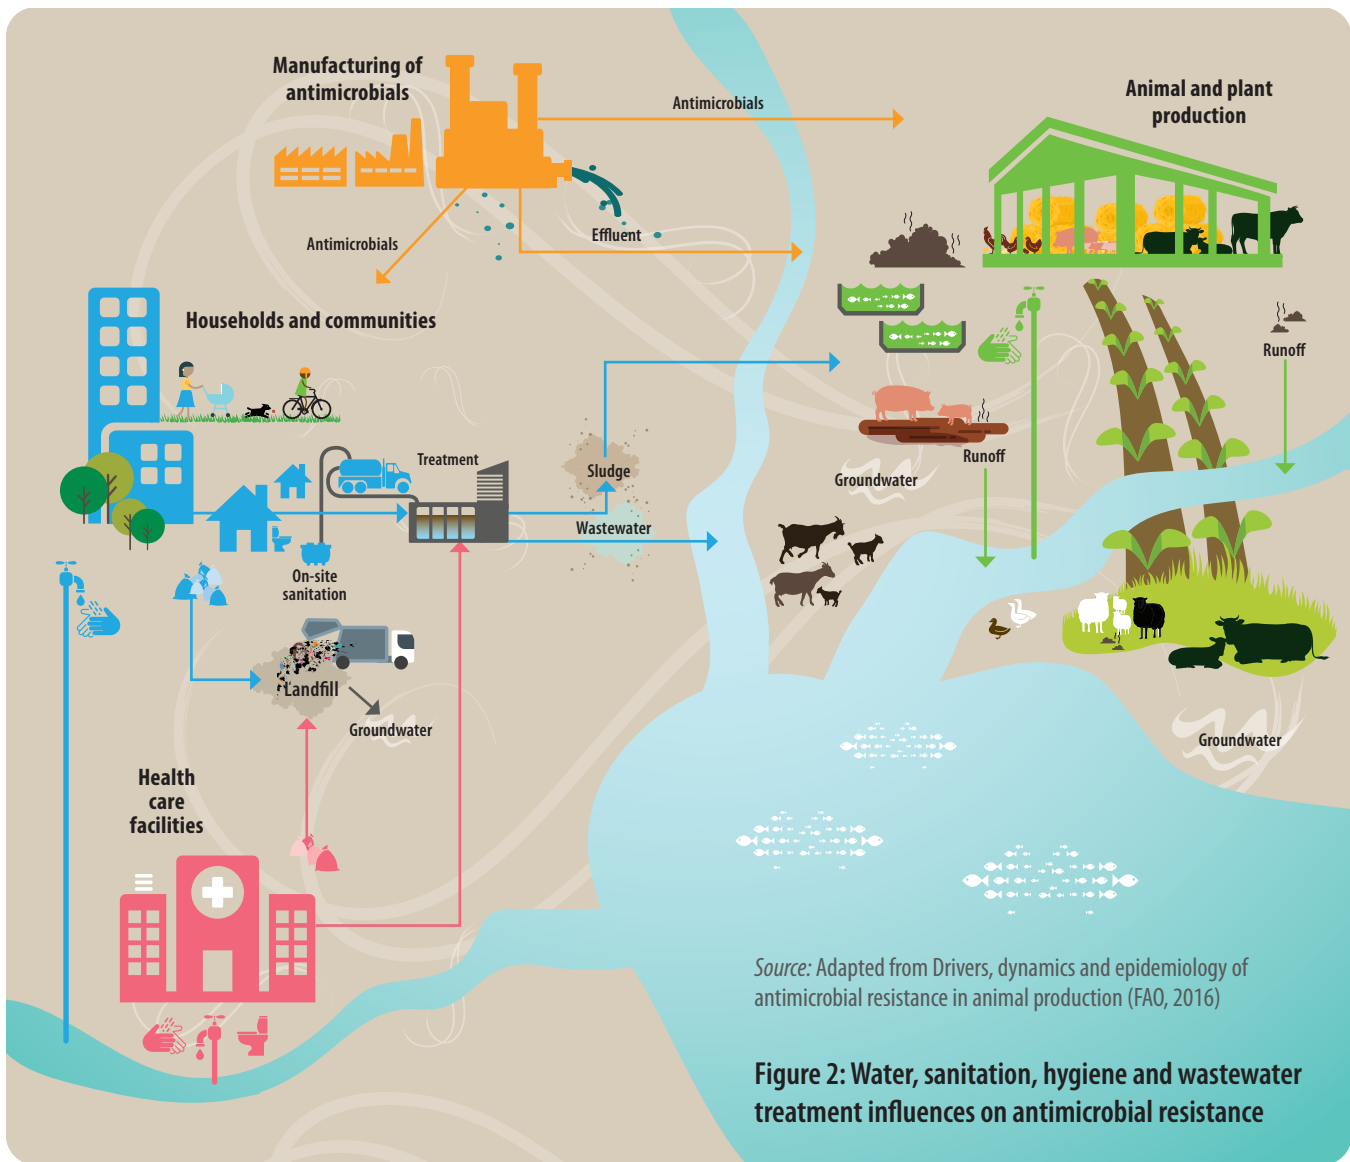 Manufacturing of
antimicrobials
Antimicrobials
Animal and plant
production
Antimicrobials
Effluent
Households and communities
Runoff
Treatment
Sludge
Runoff
Groundwater
Wastewater
On-site
sanitation
Landfill
Groundwater
Groundwater
Health
care
facilities
Source: Adapted from Drivers, dynamics and epidemiology of
antimicrobial resistance in animal production (FAO, 2016)
Figure 2: Water, sanitation, hygiene and wastewater
treatment influences on antimicrobial resistance